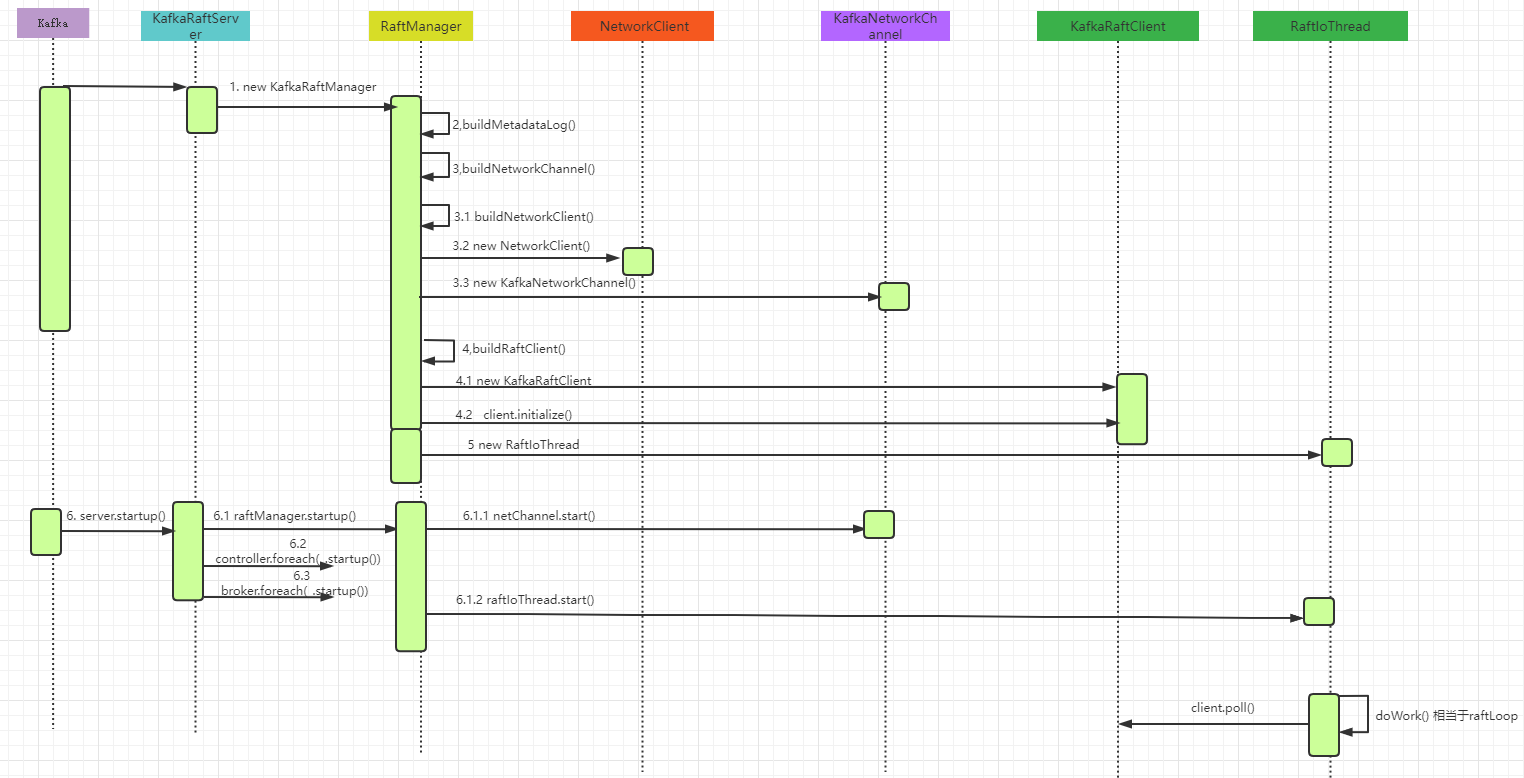 Kafka
KafkaRaftServ
er
RaftManager
NetworkClient
KafkaNetworkCh
annel
KafkaRaftClient
RaftIoThread
1. new KafkaRaftManager
2,buildMetadataLog()
3,buildNetworkChannel()
3.1 buildNetworkClient()
3.2 new NetworkClient()
3.3 new KafkaNetworkChannel()
4,buildRaftClient()
4.1 new KafkaRaftClient
4.2 client.initialize()
5 new RaftIoThread
6. server.startup()
6.1 raftManager.startup()
6.1.1 netChannel.start()
6.2
controller.foreach(_.startup())
6.3
broker.foreach(_.startup())
6.1.2 raftIoThread.start()
client.poll()
doWork() 相当于raftLoop